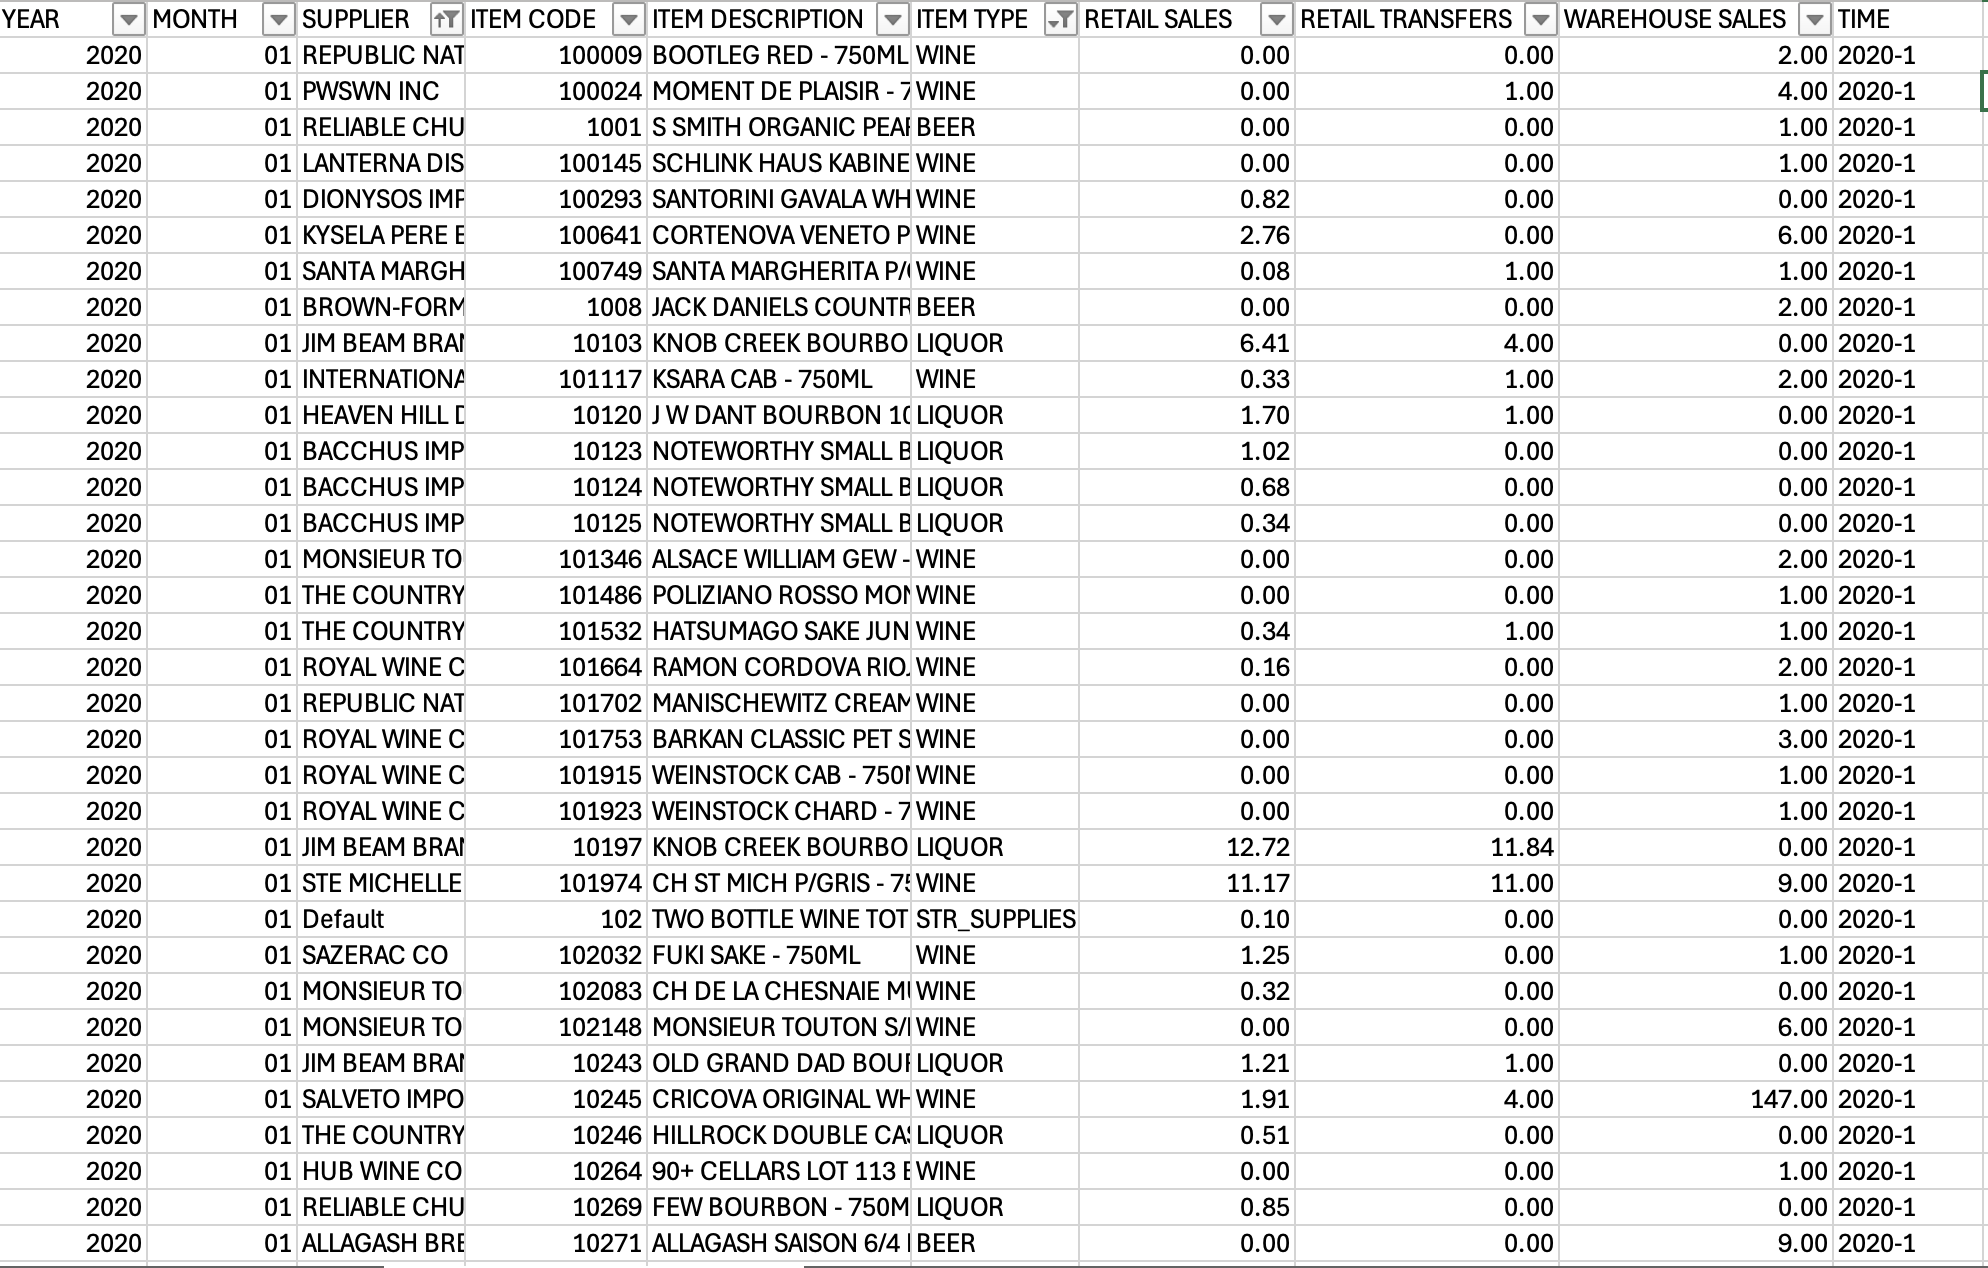 YEAR MONTH SUPPLIER ITEM CODE ITEM DESCRIPTION ITEM TYPE RETAIL SALES RETAIL TRANSFERS WAREHOUSE SALES TIME
2020 01 REPUBLIC NAT 100009 BOOTLEG RED - 750ML WINE 0.00 0.00 2.00 2020-1
2020 01 PWSWN INC 100024 MOMENT DE PLAISIR - 7 WINE 0.00 1.00 4.00 2020-1
2020 01 RELIABLE CHU 1001 S SMITH ORGANIC PEAR BEER 0.00 0.00 1.00 2020-1
2020 01 LANTERNA DIS 100145 SCHLINK HAUS KABINE WINE 0.00 0.00 1.00 2020-1
2020 01 DIONYSOS IMP 100293 SANTORINI GAVALA WH WINE 0.82 0.00 0.00 2020-1
2020 01 KYSELA PERE E 100641 CORTENOVA VENETO P WINE 2.76 0.00 6.00 2020-1
2020 01 SANTA MARGH 100749 SANTA MARGHERITA P/ WINE 0.08 1.00 1.00 2020-1
2020 01 BROWN-FORM 1008 JACK DANIELS COUNTR BEER 0.00 0.00 2.00 2020-1
2020 01 JIM BEAM BRAN 10103 KNOB CREEK BOURBO LIQUOR 6.41 4.00 0.00 2020-1
2020 01 INTERNATIONA 101117 KSARA CAB - 750ML WINE 0.33 1.00 2.00 2020-1
2020 01 HEAVEN HILL D 10120 J W DANT BOURBON 10 LIQUOR 1.70 1.00 0.00 2020-1
2020 01 BACCHUS IMP 10123 NOTEWORTHY SMALL B LIQUOR 1.02 0.00 0.00 2020-1
2020 01 BACCHUS IMP 10124 NOTEWORTHY SMALL B LIQUOR 0.68 0.00 0.00 2020-1
2020 01 BACCHUS IMP 10125 NOTEWORTHY SMALL B LIQUOR 0.34 0.00 0.00 2020-1
2020 01 MONSIEUR TO 101346 ALSACE WILLIAM GEW - WINE 0.00 0.00 2.00 2020-1
2020 01 THE COUNTRY 101486 POLIZIANO ROSSO MON WINE 0.00 0.00 1.00 2020-1
2020 01 THE COUNTRY 101532 HATSUMAGO SAKE JUN WINE 0.34 1.00 1.00 2020-1
2020 01 ROYAL WINE C 101664 RAMON CORDOVA RIOJ WINE 0.16 0.00 2.00 2020-1
2020 01 REPUBLIC NAT 101702 MANISCHEWITZ CREAM WINE 0.00 0.00 1.00 2020-1
2020 01 ROYAL WINE C 101753 BARKAN CLASSIC PET S WINE 0.00 0.00 3.00 2020-1
2020 01 ROYAL WINE C 101915 WEINSTOCK CAB - 750M WINE 0.00 0.00 1.00 2020-1
2020 01 ROYAL WINE C 101923 WEINSTOCK CHARD - 7 WINE 0.00 0.00 1.00 2020-1
2020 01 JIM BEAM BRAN 10197 KNOB CREEK BOURBO LIQUOR 12.72 11.84 0.00 2020-1
2020 01 STE MICHELLE 101974 CH ST MICH P/GRIS - 75 WINE 11.17 11.00 9.00 2020-1
2020 01 Default 102 TWO BOTTLE WINE TOT STR_SUPPLIES 0.10 0.00 0.00 2020-1
2020 01 SAZERAC CO 102032 FUKI SAKE - 750ML WINE 1.25 0.00 1.00 2020-1
2020 01 MONSIEUR TO 102083 CH DE LA CHESNAIE MU WINE 0.32 0.00 0.00 2020-1
2020 01 MONSIEUR TO 102148 MONSIEUR TOUTON S/ WINE 0.00 0.00 6.00 2020-1
2020 01 JIM BEAM BRAN 10243 OLD GRAND DAD BOUR LIQUOR 1.21 1.00 0.00 2020-1
2020 01 SALVETO IMPO 10245 CRICOVA ORIGINAL WH WINE 1.91 4.00 147.00 2020-1
2020 01 THE COUNTRY 10246 HILLROCK DOUBLE CAS LIQUOR 0.51 0.00 0.00 2020-1
2020 01 HUB WINE CO 10264 90+ CELLARS LOT 113 WINE 0.00 0.00 1.00 2020-1
2020 01 RELIABLE CHU 10269 FEW BOURBON - 750M LIQUOR 0.85 0.00 0.00 2020-1
2020 01 ALLAGASH BRE 10271 ALLAGASH SAISON 6/4 BEER 0.00 0.00 9.00 2020-1